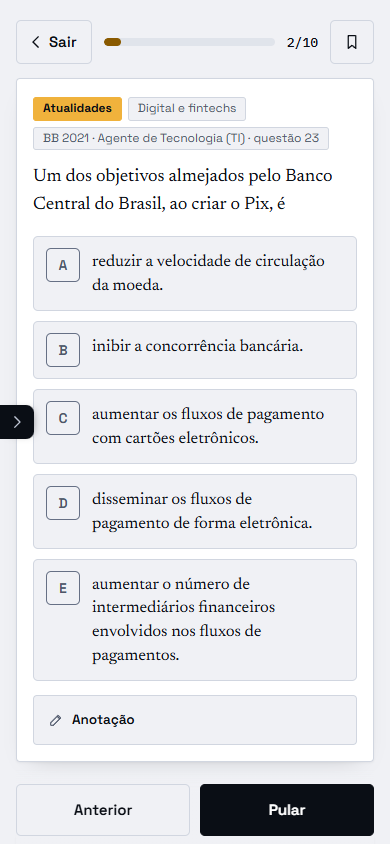 Sair
2/10
Atualidades
Digital e fintechs
BB 2021 · Agente de Tecnologia (TI) · questão 23
Um dos objetivos almejados pelo Banco
Central do Brasil, ao criar o Pix, é
A
reduzir a velocidade de circulação
da moeda.
B
inibir a concorrência bancária.
C
aumentar os fluxos de pagamento
com cartões eletrônicos.
D
disseminar os fluxos de
pagamento de forma eletrônica.
E
aumentar o número de
intermediários financeiros
envolvidos nos fluxos de
pagamentos.
Anotação
Anterior
Pular